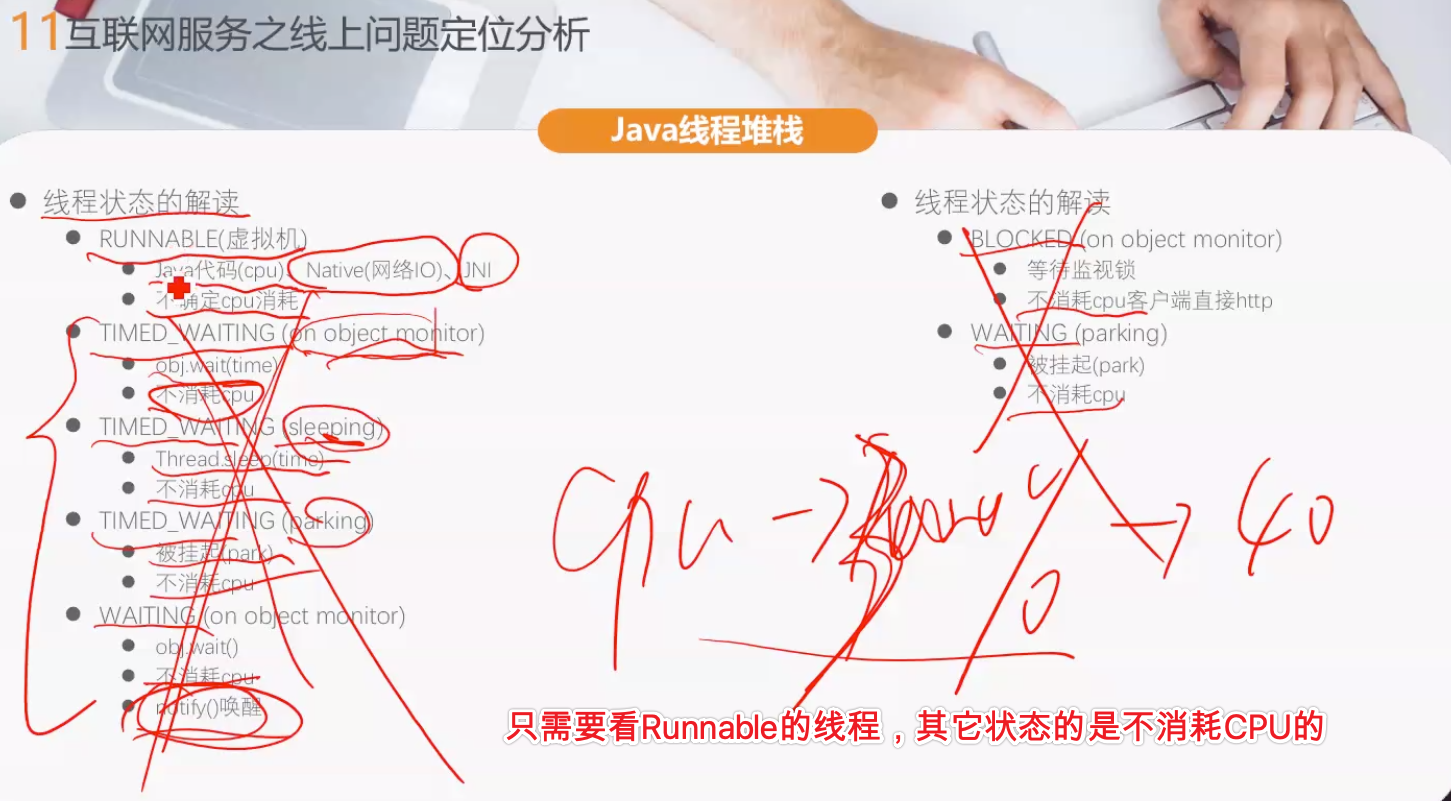 11互联网服务之线上问题定位分析
Java线程堆栈
线程状态的解读
RUNNABLE(虚拟机)
Java代码(cpu)、Native(网络IO)、JNI
不确定cpu消耗
TIMED_WAITING (on object monitor)
obj.wait(time)
不消耗cpu
TIMED_WAITING (sleeping)
Thread.sleep(time)
不消耗cpu
TIMED_WAITING (parking)
被挂起(park)
不消耗cpu
WAITING (on object monitor)
obj.wait()
不消耗cpu
notify()唤醒
线程状态的解读
BLOCKED (on object monitor)
等待监视锁
不消耗cpu客户端直接http
WAITING (parking)
被挂起(park)
不消耗cpu
cpu → → 40
0
只需要看Runnable的线程，其它状态的是不消耗CPU的